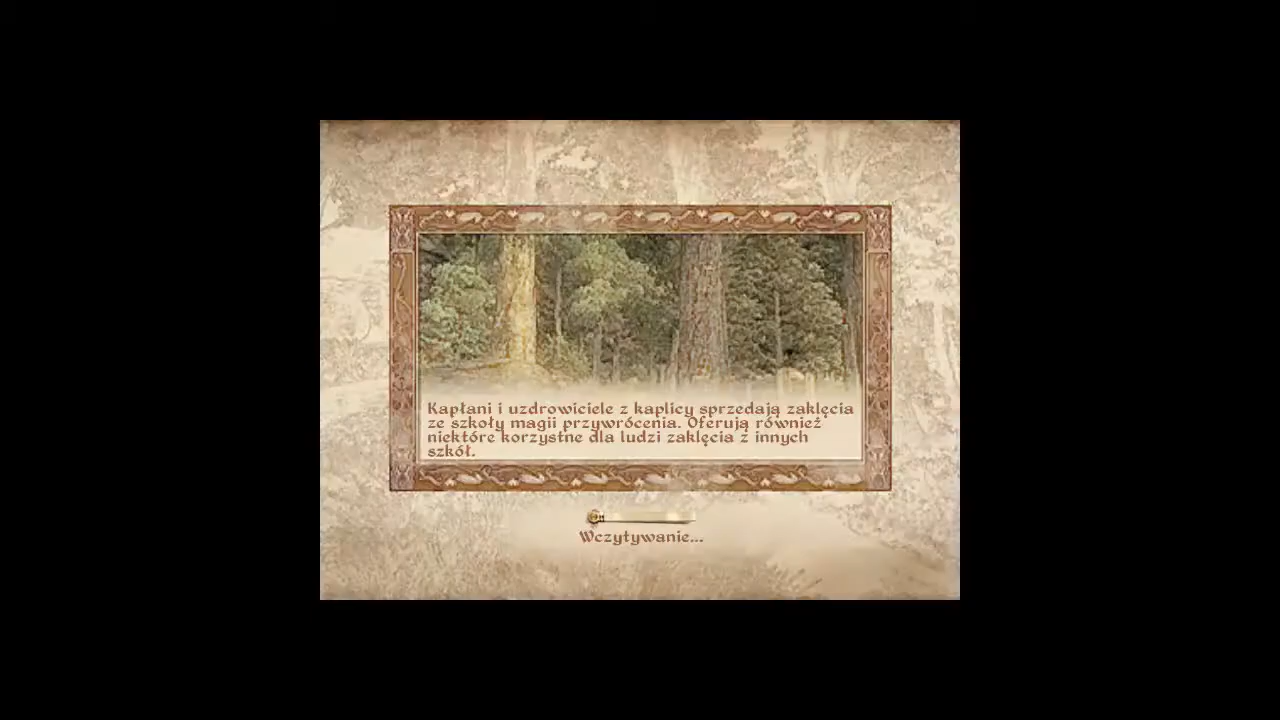 Kapłani i uzdrowiciele z kaplicy sprzedają zaklęcia
ze szkoły magii przywrócenia. Oferują również
niektóre korzystne dla ludzi zaklęcia z innych
szkół.
Wczytywanie...